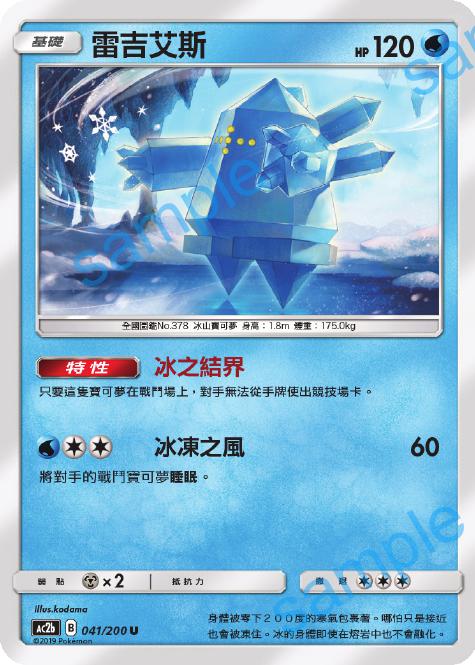 基礎 雷吉艾斯 HP 120
sample
sample
全國圖鑑No.378 冰山寶可夢 身高：1.8m 體重：175.0kg
特性 冰之結界
只要這隻寶可夢在戰鬥場上，對手無法從手牌使出競技場卡。
冰凍之風 60
將對手的戰鬥寶可夢睡眠。
sample
弱點 ×2 抵抗力 撤退
sample
illus.kodama
AC2b B 041/200 U
©2019 Pokémon
身體被零下200度的寒氣包裹著。哪怕只是接近
也會被凍住。冰的身體即使在熔岩中也不會融化。